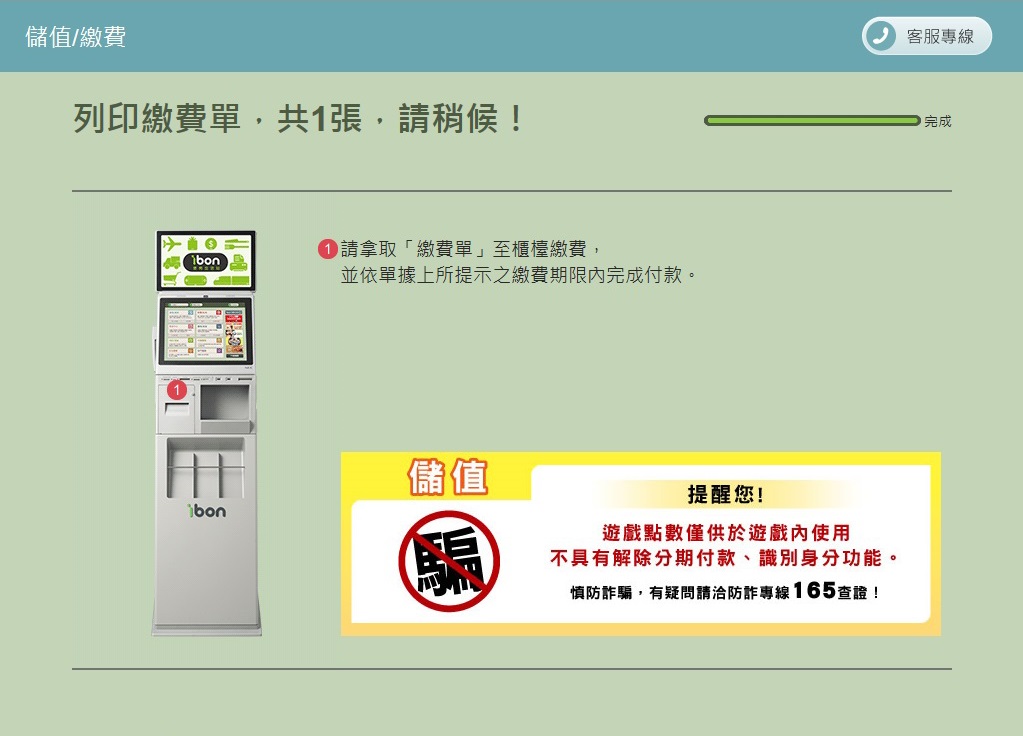 儲值/繳費
客服專線
列印繳費單，共1張，請稍候！
完成
1 請拿取「繳費單」至櫃檯繳費，
並依單據上所提示之繳費期限內完成付款。
ibon
1
ibon
儲值
騙
提醒您!
遊戲點數僅供於遊戲內使用
不具有解除分期付款、識別身分功能。
慎防詐騙，有疑問請洽防詐專線165查證！